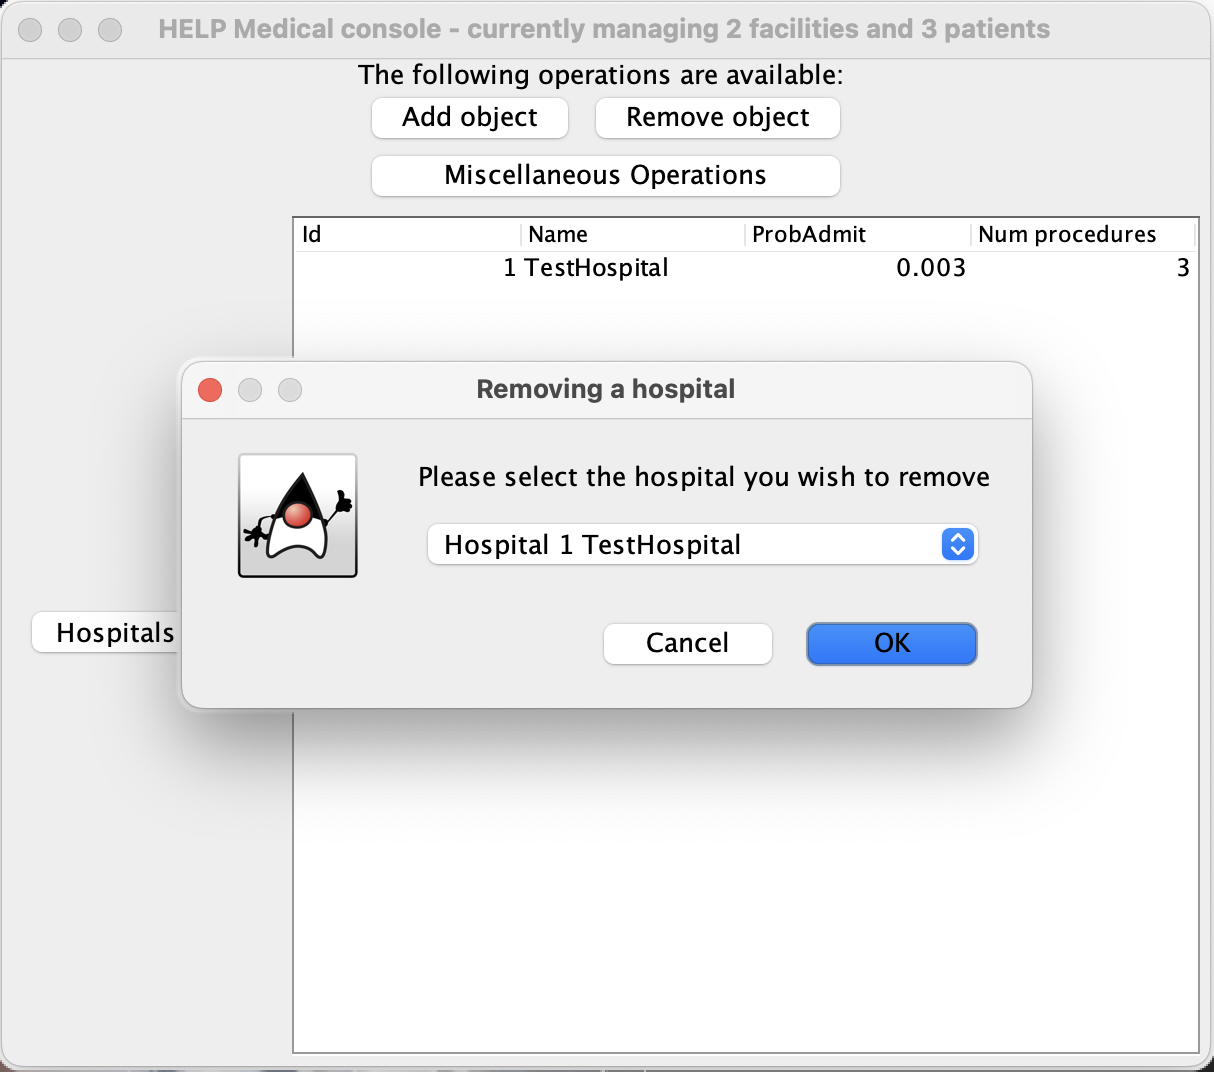 HELP Medical console - currently managing 2 facilities and 3 patients
The following operations are available:
Add object Remove object
Miscellaneous Operations
Id Name ProbAdmit Num procedures
1 TestHospital 0.003 3
Removing a hospital
Please select the hospital you wish to remove
Hospital 1 TestHospital
Hospitals
Cancel OK